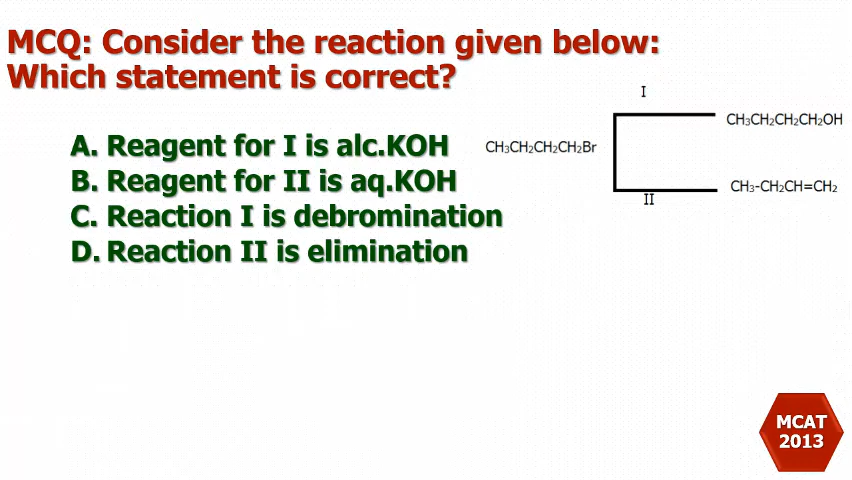 MCQ: Consider the reaction given below:
Which statement is correct?
I
A. Reagent for I is alc.KOH
B. Reagent for II is aq.KOH
C. Reaction I is debromination
D. Reaction II is elimination
CH₃CH₂CH₂CH₂Br
CH₃CH₂CH₂CH₂OH
CH₃-CH₂CH=CH₂
II
MCAT
2013